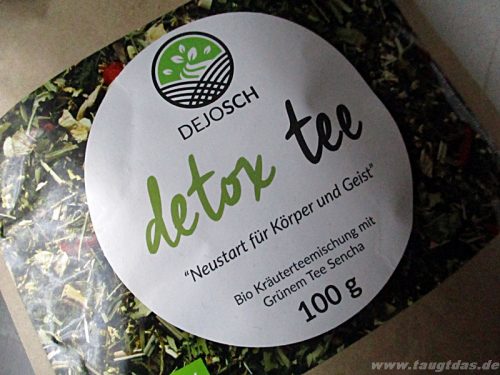 DEJOSCH
detox tee
"Neustart für Körper und Geist"
Bio Kräuterteemischung mit
Grünem Tee Sencha
100 g
www.taugtdas.de